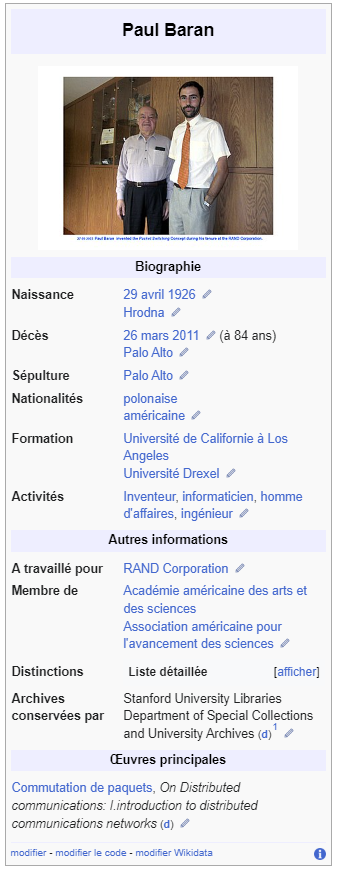 Paul Baran
Paul Baran invented the Packet Switching Concept during his tenure at the RAND Corporation.
Biographie
Naissance 29 avril 1926
Hrodna
Décès 26 mars 2011 (à 84 ans)
Palo Alto
Sépulture Palo Alto
Nationalités polonaise
américaine
Formation Université de Californie à Los
Angeles
Université Drexel
Activités Inventeur, informaticien, homme
d'affaires, ingénieur
Autres informations
A travaillé pour RAND Corporation
Membre de Académie américaine des arts et
des sciences
Association américaine pour
l'avancement des sciences
Distinctions Liste détaillée [afficher]
Archives Stanford University Libraries
conservées par Department of Special Collections
and University Archives (d)1
Œuvres principales
Commutation de paquets, On Distributed
communications: I.introduction to distributed
communications networks (d)
modifier - modifier le code - modifier Wikidata